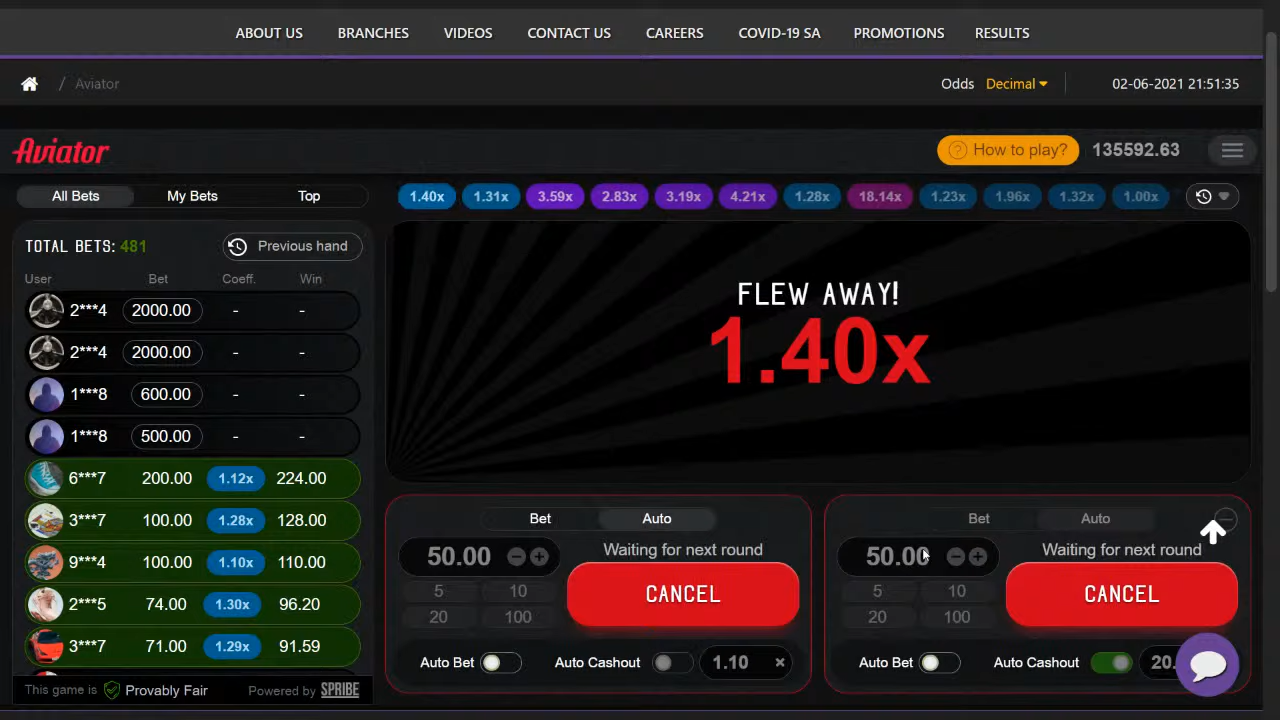 ABOUT US BRANCHES VIDEOS CONTACT US CAREERS COVID-19 SA PROMOTIONS RESULTS
/ Aviator Odds Decimal 02-06-2021 21:51:35
Aviator ? How to play? 135592.63
All Bets My Bets Top
1.40x 1.31x 3.59x 2.83x 3.19x 4.21x 1.28x 18.14x 1.23x 1.96x 1.32x 1.00x
TOTAL BETS: 481 Previous hand
User Bet Coeff. Win
2***4 2000.00 - -
2***4 2000.00 - -
1***8 600.00 - -
1***8 500.00 - -
6***7 200.00 1.12x 224.00
3***7 100.00 1.28x 128.00
9***4 100.00 1.10x 110.00
2***5 74.00 1.30x 96.20
3***7 71.00 1.29x 91.59
This game is Provably Fair Powered by SPRIBE
FLEW AWAY!
1.40x
Bet Auto
50.00 Waiting for next round
5 10 CANCEL
20 100
Auto Bet Auto Cashout 1.10 ×
Bet Auto
50.00 Waiting for next round
5 10 CANCEL
20 100
Auto Bet Auto Cashout 20.